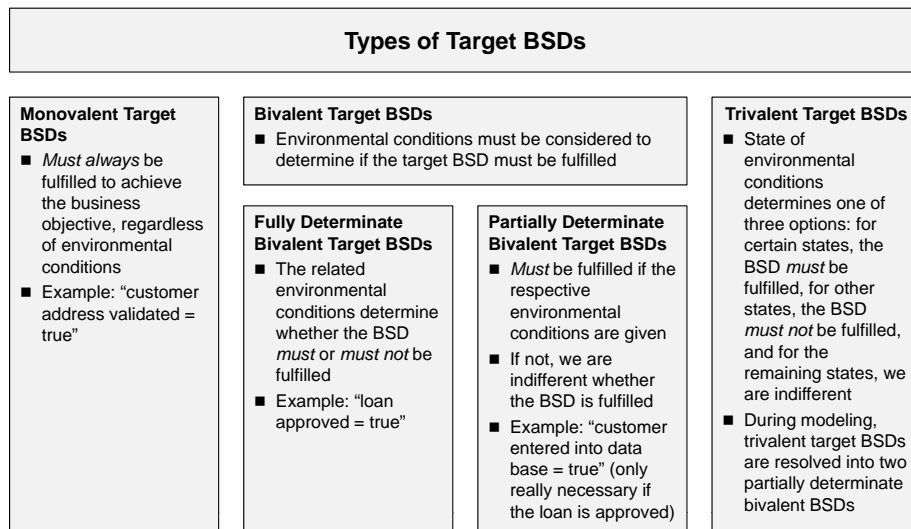 Types of Target BSDs
Monovalent Target
BSDs
■ Must always be
fulfilled to achieve
the business
objective, regardless
of environmental
conditions
■ Example: “customer
address validated =
true”
Bivalent Target BSDs
■ Environmental conditions must be considered to
determine if the target BSD must be fulfilled
Fully Determinate
Bivalent Target BSDs
■ The related
environmental
conditions determine
whether the BSD
must or must not be
fulfilled
■ Example: “loan
approved = true”
Partially Determinate
Bivalent Target BSDs
■ Must be fulfilled if the
respective
environmental
conditions are given
■ If not, we are
indifferent whether
the BSD is fulfilled
■ Example: “customer
entered into data
base = true” (only
really necessary if
the loan is approved)
Trivalent Target BSDs
■ State of
environmental
conditions
determines one of
three options: for
certain states, the
BSD must be
fulfilled, for other
states, the BSD
must not be fulfilled,
and for the
remaining states, we
are indifferent
■ During modeling,
trivalent target BSDs
are resolved into two
partially determinate
bivalent BSDs